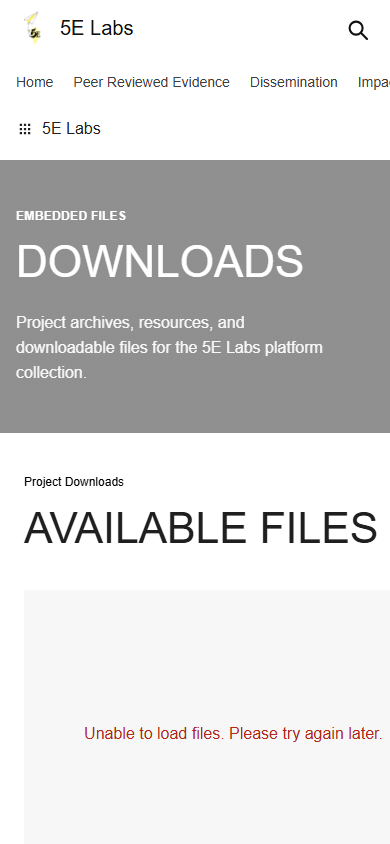 5E Labs
Home Peer Reviewed Evidence Dissemination Impa
5E Labs
EMBEDDED FILES
DOWNLOADS
Project archives, resources, and
downloadable files for the 5E Labs platform
collection.
Project Downloads
AVAILABLE FILES
Unable to load files. Please try again later.